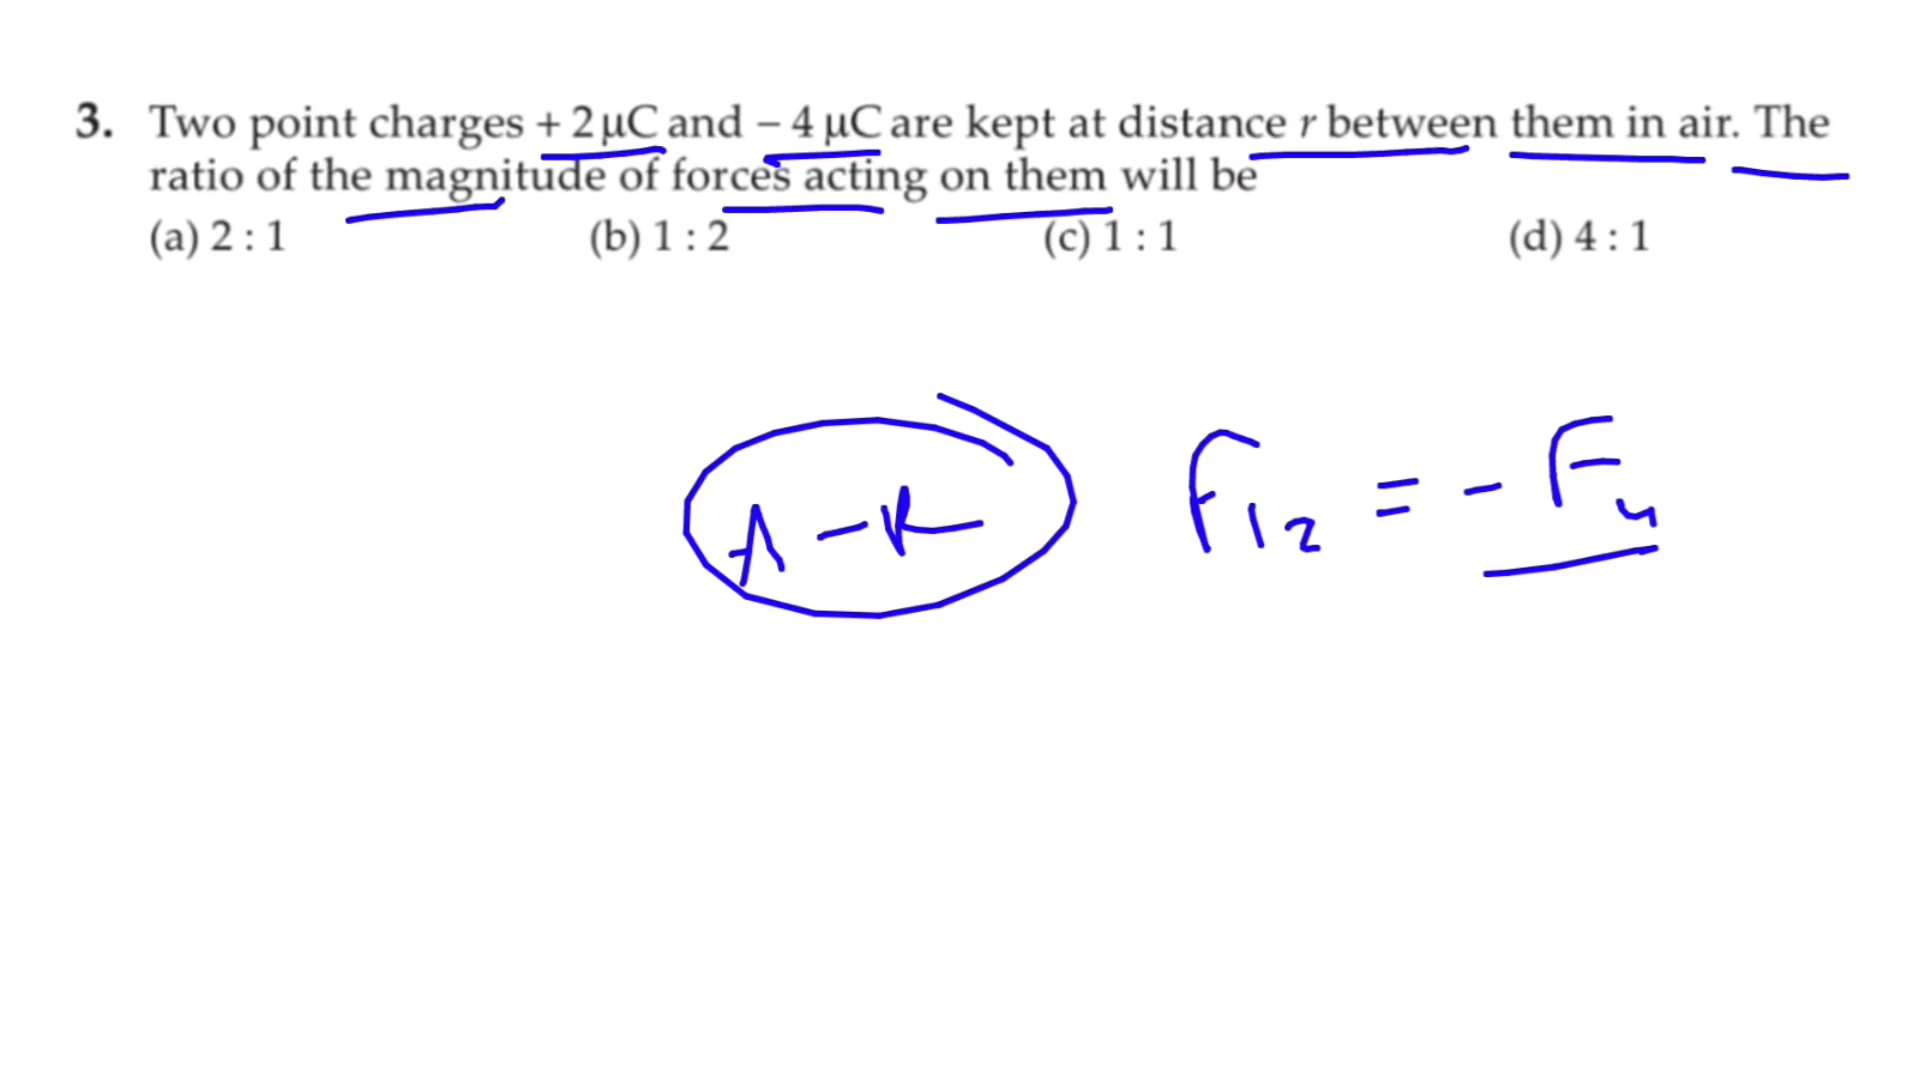 3. Two point charges + 2 μC and – 4 μC are kept at distance r between them in air. The
ratio of the magnitude of forces acting on them will be
(a) 2 : 1 (b) 1 : 2 (c) 1 : 1 (d) 4 : 1
A – R F12 = - F